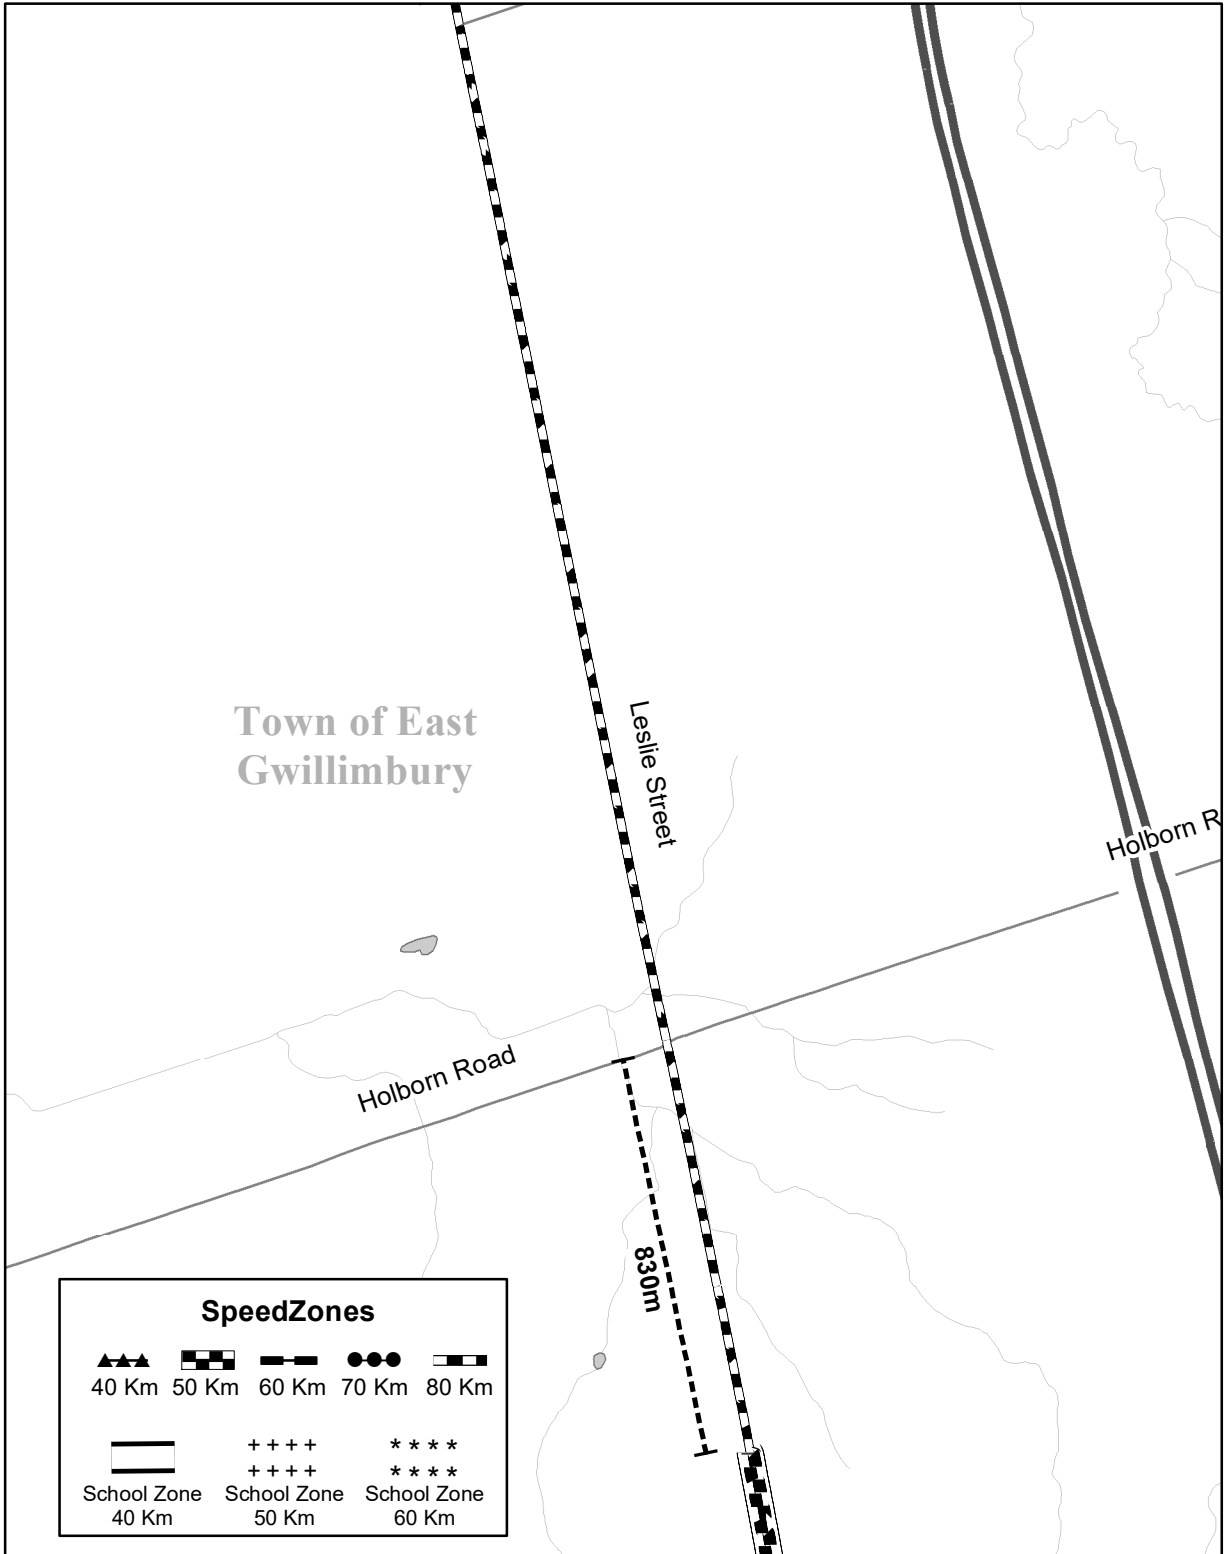 Town of East
Gwillimbury
Leslie Street
Holborn R
Holborn Road
830m
SpeedZones
40 Km 50 Km 60 Km 70 Km 80 Km
School Zone School Zone School Zone
40 Km 50 Km 60 Km